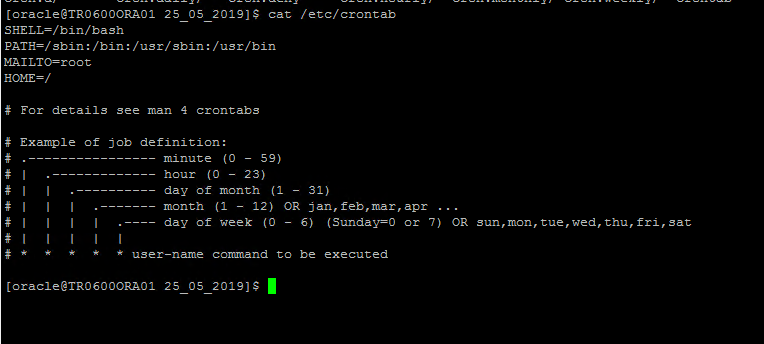 [oracle@TR0600ORA01 25_05_2019]$ cat /etc/crontab
SHELL=/bin/bash
PATH=/sbin:/bin:/usr/sbin:/usr/bin
MAILTO=root
HOME=/
# For details see man 4 crontabs
# Example of job definition:
# .---------------- minute (0 - 59)
# |  .------------- hour (0 - 23)
# |  |  .---------- day of month (1 - 31)
# |  |  |  .------- month (1 - 12) OR jan,feb,mar,apr ...
# |  |  |  |  .---- day of week (0 - 6) (Sunday=0 or 7) OR sun,mon,tue,wed,thu,fri,sat
# |  |  |  |  |
# *  *  *  *  * user-name command to be executed
[oracle@TR0600ORA01 25_05_2019]$